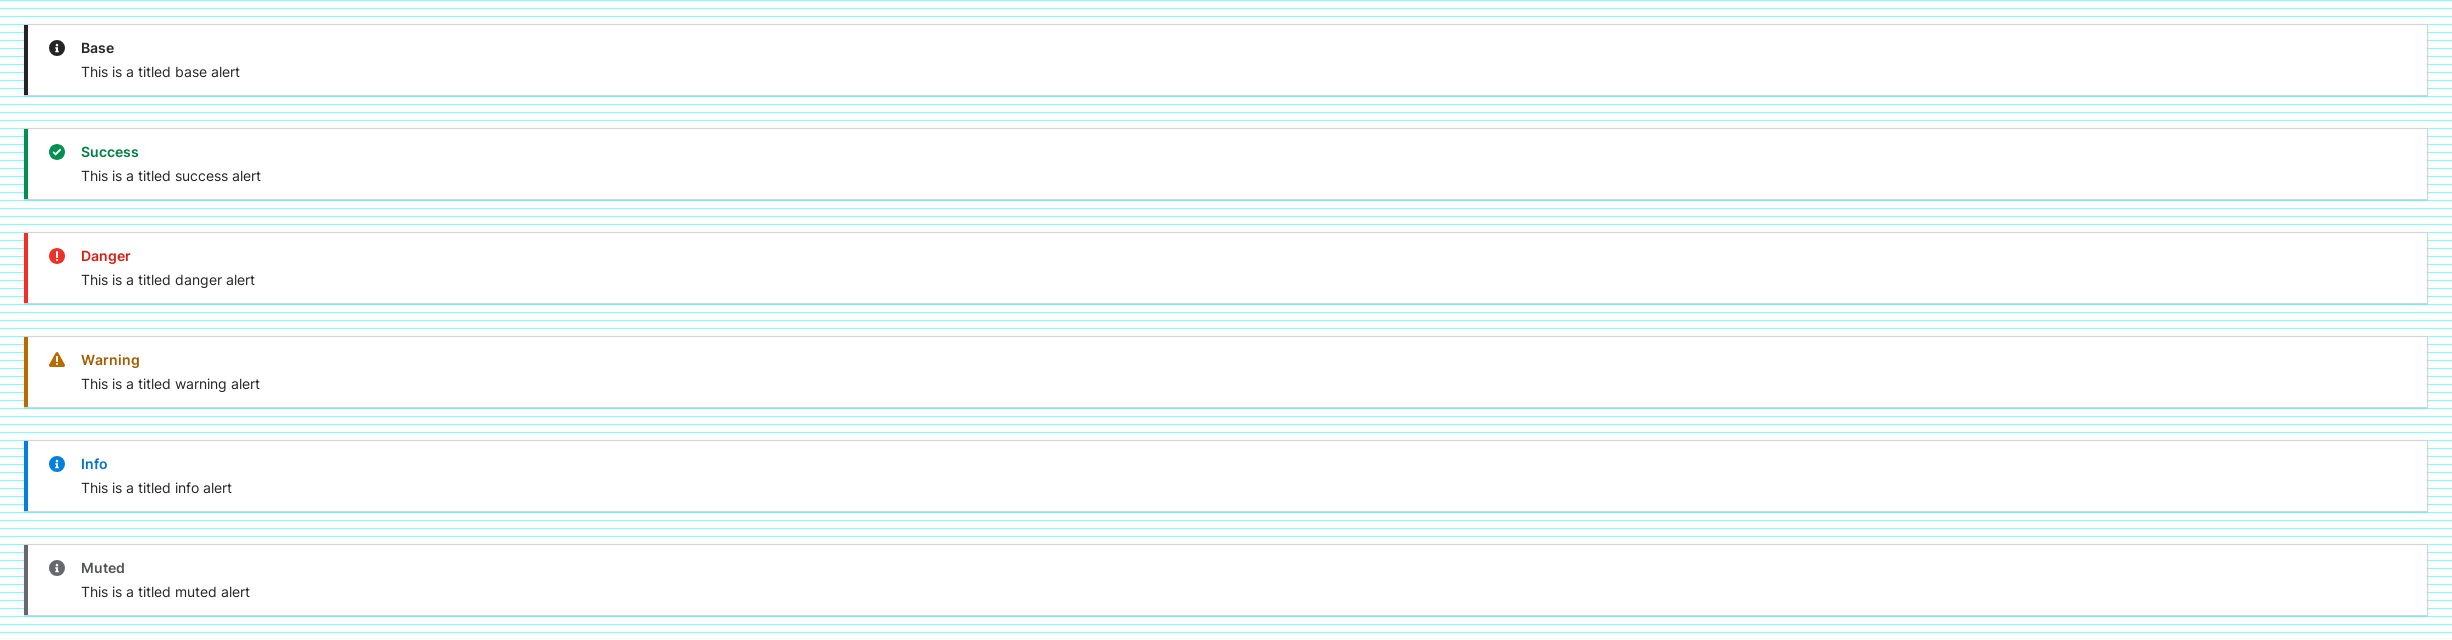 Base
This is a titled base alert
Success
This is a titled success alert
Danger
This is a titled danger alert
Warning
This is a titled warning alert
Info
This is a titled info alert
Muted
This is a titled muted alert